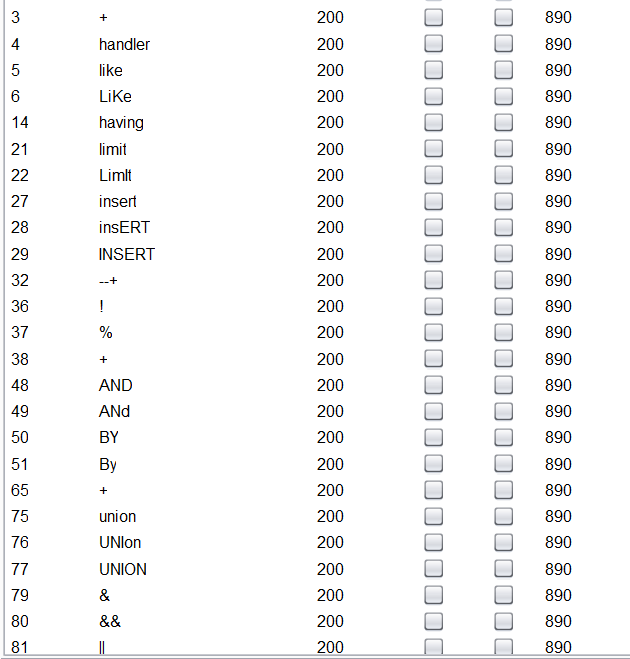 3 + 200 890
4 handler 200 890
5 like 200 890
6 LiKe 200 890
14 having 200 890
21 limit 200 890
22 LimIt 200 890
27 insert 200 890
28 insERT 200 890
29 INSERT 200 890
32 --+ 200 890
36 ! 200 890
37 % 200 890
38 + 200 890
48 AND 200 890
49 ANd 200 890
50 BY 200 890
51 By 200 890
65 + 200 890
75 union 200 890
76 UNIon 200 890
77 UNION 200 890
79 & 200 890
80 && 200 890
81 || 200 890